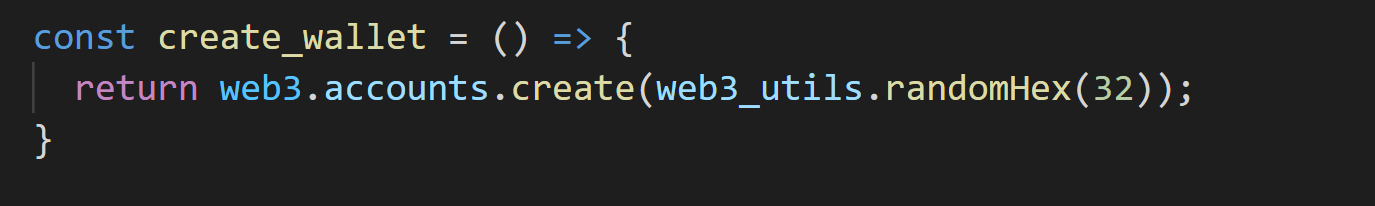 const create_wallet = () => {
  return web3.accounts.create(web3_utils.randomHex(32));
}